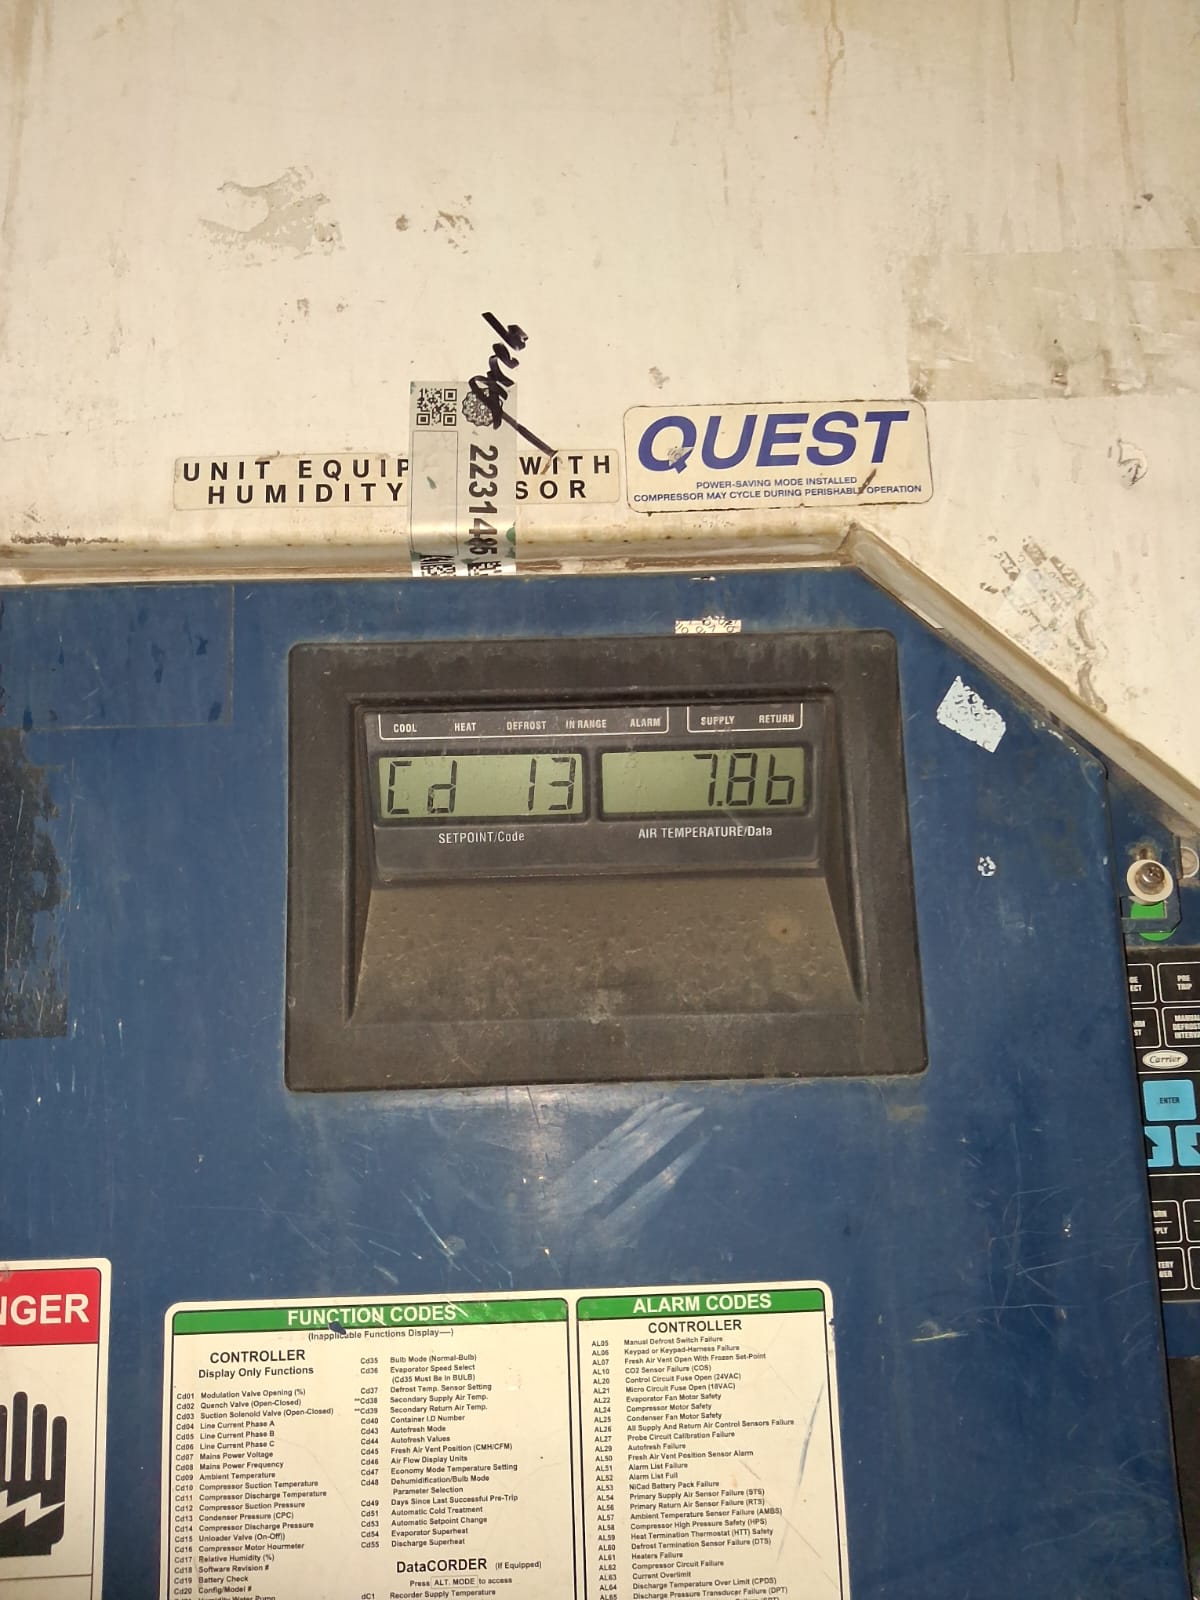 2231485
UNIT EQUIP WITH
HUMIDITY SOR
QUEST
POWER-SAVING MODE INSTALLED
COMPRESSOR MAY CYCLE DURING PERISHABLE OPERATION
COOL HEAT DEFROST IN RANGE ALARM SUPPLY RETURN
Cd 13 7.8b
SETPOINT/Code AIR TEMPERATURE/Data
PRE
TRIP
MANUAL
DEFROST
INTERV
Carrier
ENTER
NGER
FUNCTION CODES
(Inapplicable Functions Display----)
CONTROLLER
Display Only Functions
Cd01 Modulation Valve Opening (%)
Cd02 Quench Valve (Open-Closed)
Cd03 Suction Solenoid Valve (Open-Closed)
Cd04 Line Current Phase A
Cd05 Line Current Phase B
Cd06 Line Current Phase C
Cd07 Mains Power Voltage
Cd08 Mains Power Frequency
Cd09 Ambient Temperature
Cd10 Compressor Suction Temperature
Cd11 Compressor Discharge Temperature
Cd12 Compressor Suction Pressure
Cd13 Condenser Pressure (CPC)
Cd14 Compressor Discharge Pressure
Cd15 Unloader Valve (On-Off)
Cd16 Compressor Motor Hourmeter
Cd17 Relative Humidity (%)
Cd18 Software Revision #
Cd19 Battery Check
Cd20 Config/Model #
Cd35 Bulb Mode (Normal-Bulb)
Cd36 Evaporator Speed Select
(Cd35 Must Be In BULB)
Cd37 Defrost Temp. Sensor Setting
**Cd38 Secondary Supply Air Temp.
**Cd39 Secondary Return Air Temp.
Cd40 Container I.D Number
Cd43 Autofresh Mode
Cd44 Autofresh Values
Cd45 Fresh Air Vent Position (CMH/CFM)
Cd46 Air Flow Display Units
Cd47 Economy Mode Temperature Setting
Cd48 Dehumidification/Bulb Mode
Parameter Selection
Cd49 Days Since Last Successful Pre-Trip
Cd51 Automatic Cold Treatment
Cd53 Automatic Setpoint Change
Cd54 Evaporator Superheat
Cd55 Discharge Superheat
DataCORDER (If Equipped)
Press ALT. MODE to access
dC1 Recorder Supply Temperature
ALARM CODES
CONTROLLER
AL05 Manual Defrost Switch Failure
AL06 Keypad or Keypad-Harness Failure
AL07 Fresh Air Vent Open With Frozen Set-Point
AL10 CO2 Sensor Failure (COS)
AL20 Control Circuit Fuse Open (24VAC)
AL21 Micro Circuit Fuse Open (18VAC)
AL22 Evaporator Fan Motor Safety
AL24 Compressor Motor Safety
AL25 Condenser Fan Motor Safety
AL26 All Supply And Return Air Control Sensors Failure
AL27 Probe Circuit Calibration Failure
AL29 Autofresh Failure
AL50 Fresh Air Vent Position Sensor Alarm
AL51 Alarm List Failure
AL52 Alarm List Full
AL53 NiCad Battery Pack Failure
AL54 Primary Supply Air Sensor Failure (STS)
AL56 Primary Return Air Sensor Failure (RTS)
AL57 Ambient Temperature Sensor Failure (AMBS)
AL58 Compressor High Pressure Safety (HPS)
AL59 Heat Termination Thermostat (HTT) Safety
AL60 Defrost Termination Sensor Failure (DTS)
AL61 Heaters Failure
AL62 Compressor Circuit Failure
AL63 Current Overlimit
AL64 Discharge Temperature Over Limit (CPDS)
AL65 Discharge Pressure Transducer Failure (DPT)